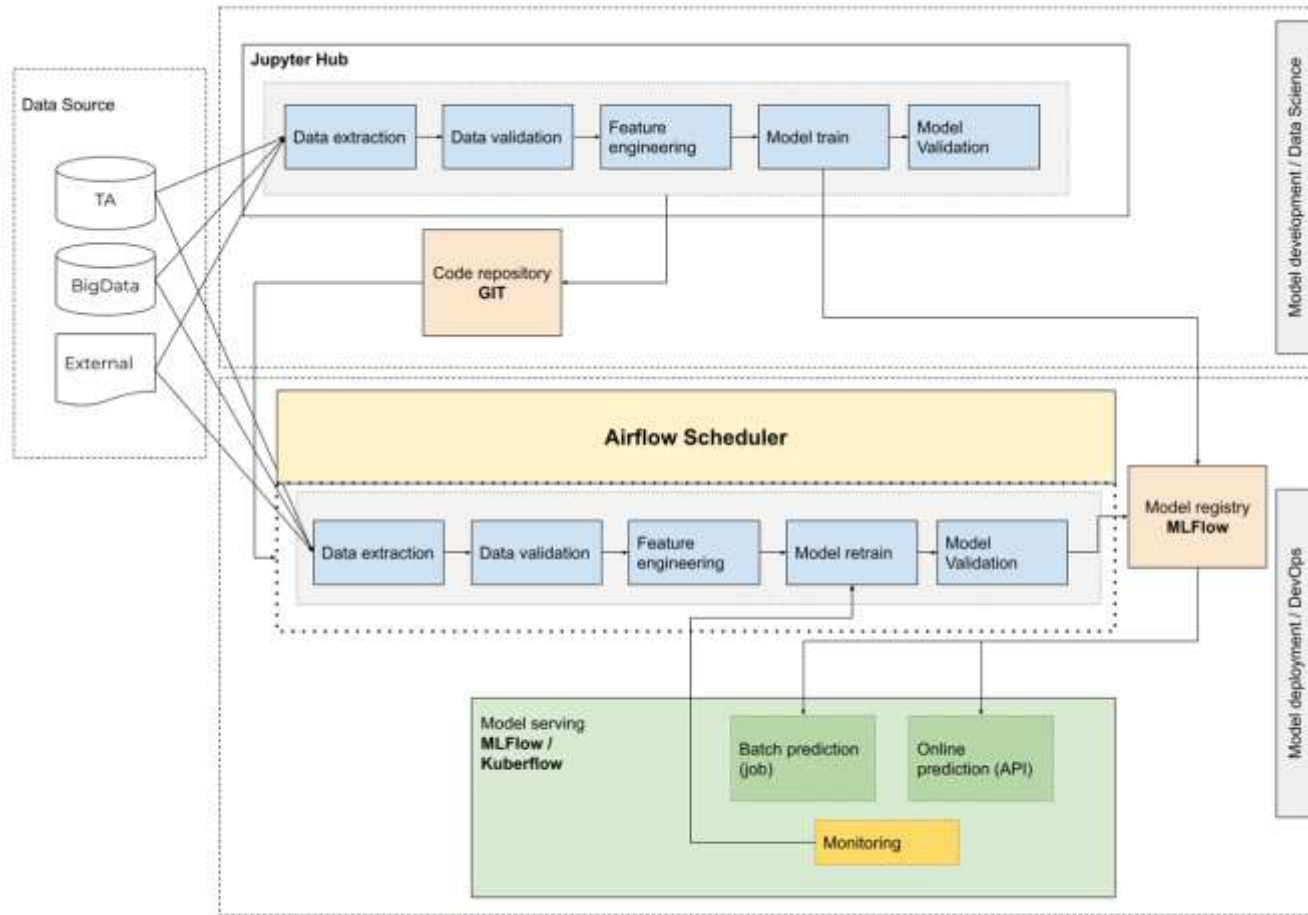 Jupyter Hub
Data Source
Data extraction
Data validation
Feature
engineering
Model train
Model
Validation
TA
BigData
External
Code repository
GIT
Model development / Data Science
Airflow Scheduler
Data extraction
Data validation
Feature
engineering
Model retrain
Model
Validation
Model registry
MLFlow
Model deployment / DevOps
Model serving
MLFlow /
Kuberflow
Batch prediction
(job)
Online
prediction (API)
Monitoring